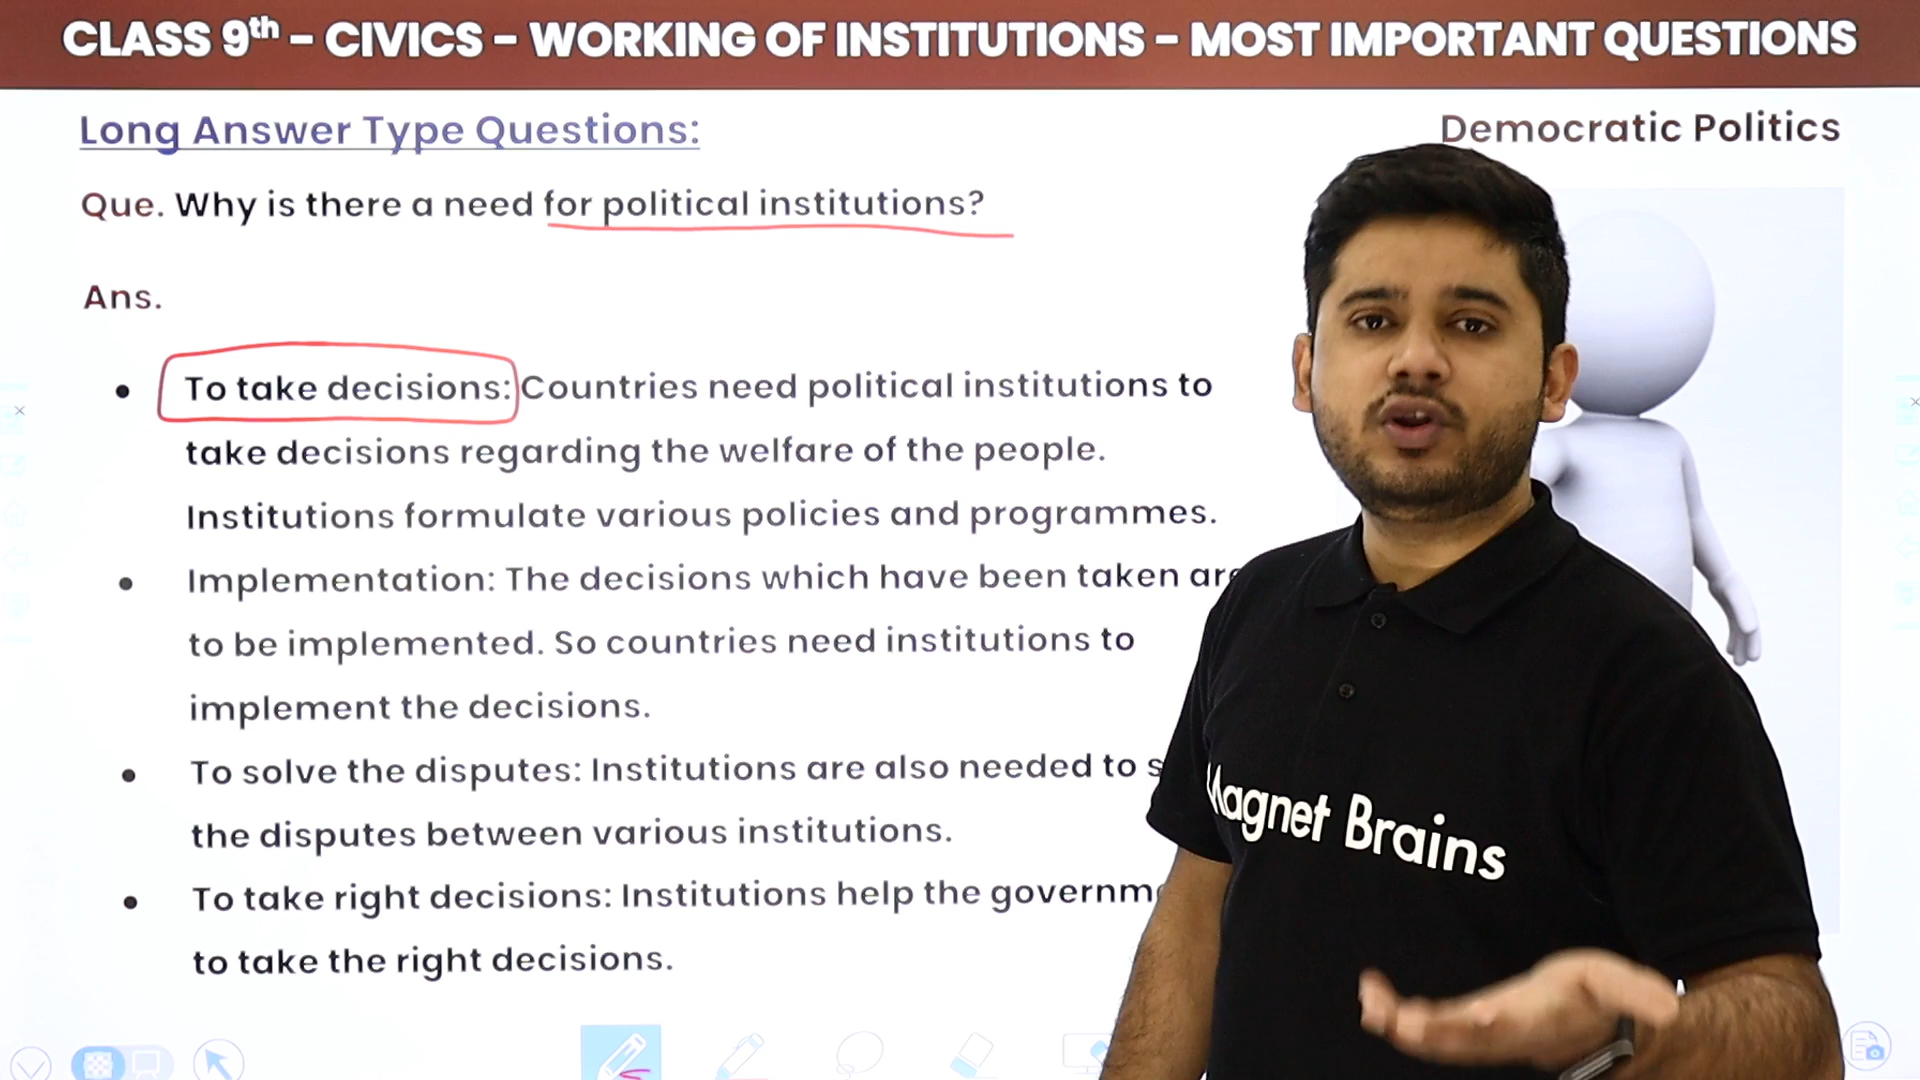 CLASS 9th - CIVICS - WORKING OF INSTITUTIONS - MOST IMPORTANT QUESTIONS
Long Answer Type Questions:
Democratic Politics
Que. Why is there a need for political institutions?
Ans.
• To take decisions: Countries need political institutions to
take decisions regarding the welfare of the people.
Institutions formulate various policies and programmes.
• Implementation: The decisions which have been taken are
to be implemented. So countries need institutions to
implement the decisions.
• To solve the disputes: Institutions are also needed to
the disputes between various institutions.
• To take right decisions: Institutions help the
to take the right decisions.
Magnet Brains